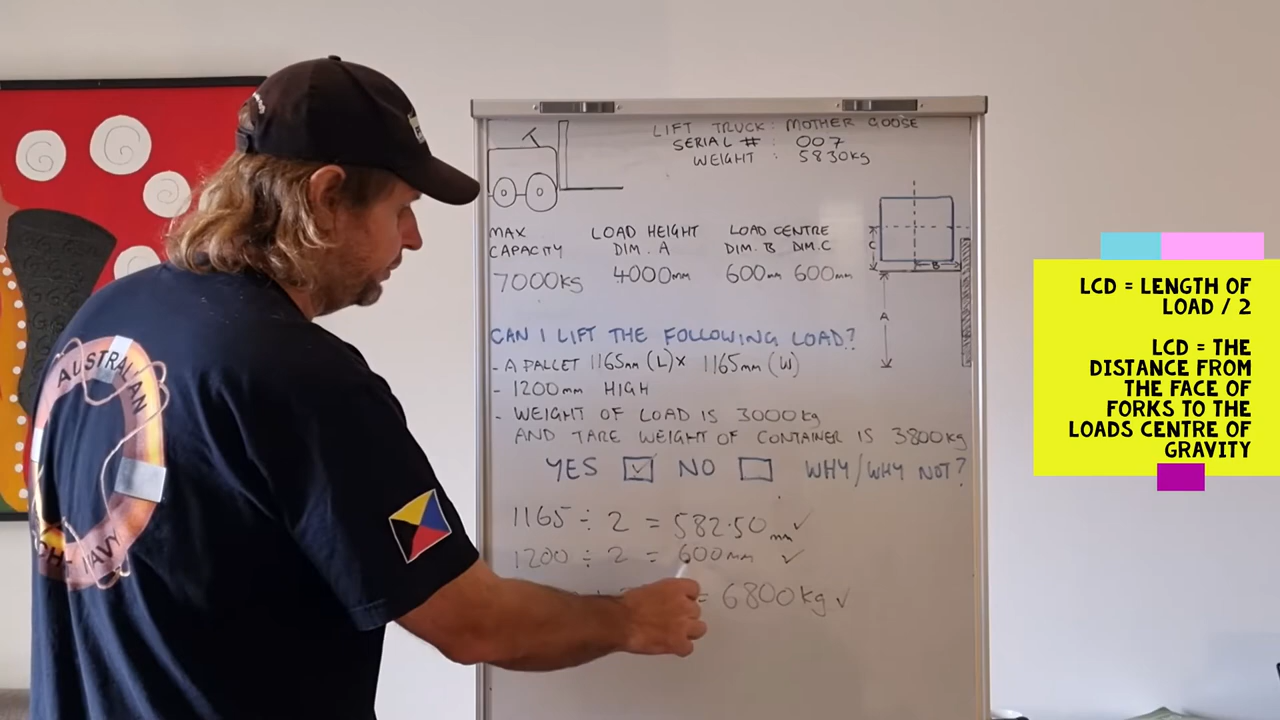 LIFT TRUCK: MOTHER GOOSE
SERIAL #: 007
WEIGHT: 5830KG
MAX CAPACITY
LOAD HEIGHT DIM. A
LOAD CENTRE DIM. B DIM. C
7000KGS 4000mm 600mm 600mm
C
B
A
CAN I LIFT THE FOLLOWING LOAD?
- A PALLET 1165mm (L) x 1165mm (W)
- 1200mm HIGH
- WEIGHT OF LOAD IS 3000kg
AND TARE WEIGHT OF CONTAINER IS 3800kg
YES ☑ NO ☐ WHY/WHY NOT?
1165 ÷ 2 = 582.50mm ✓
1200 ÷ 2 = 600mm ✓
= 6800kg ✓
AUSTRALIAN
NAVY
LCD = LENGTH OF
LOAD / 2
LCD = THE
DISTANCE FROM
THE FACE OF
FORKS TO THE
LOADS CENTRE OF
GRAVITY